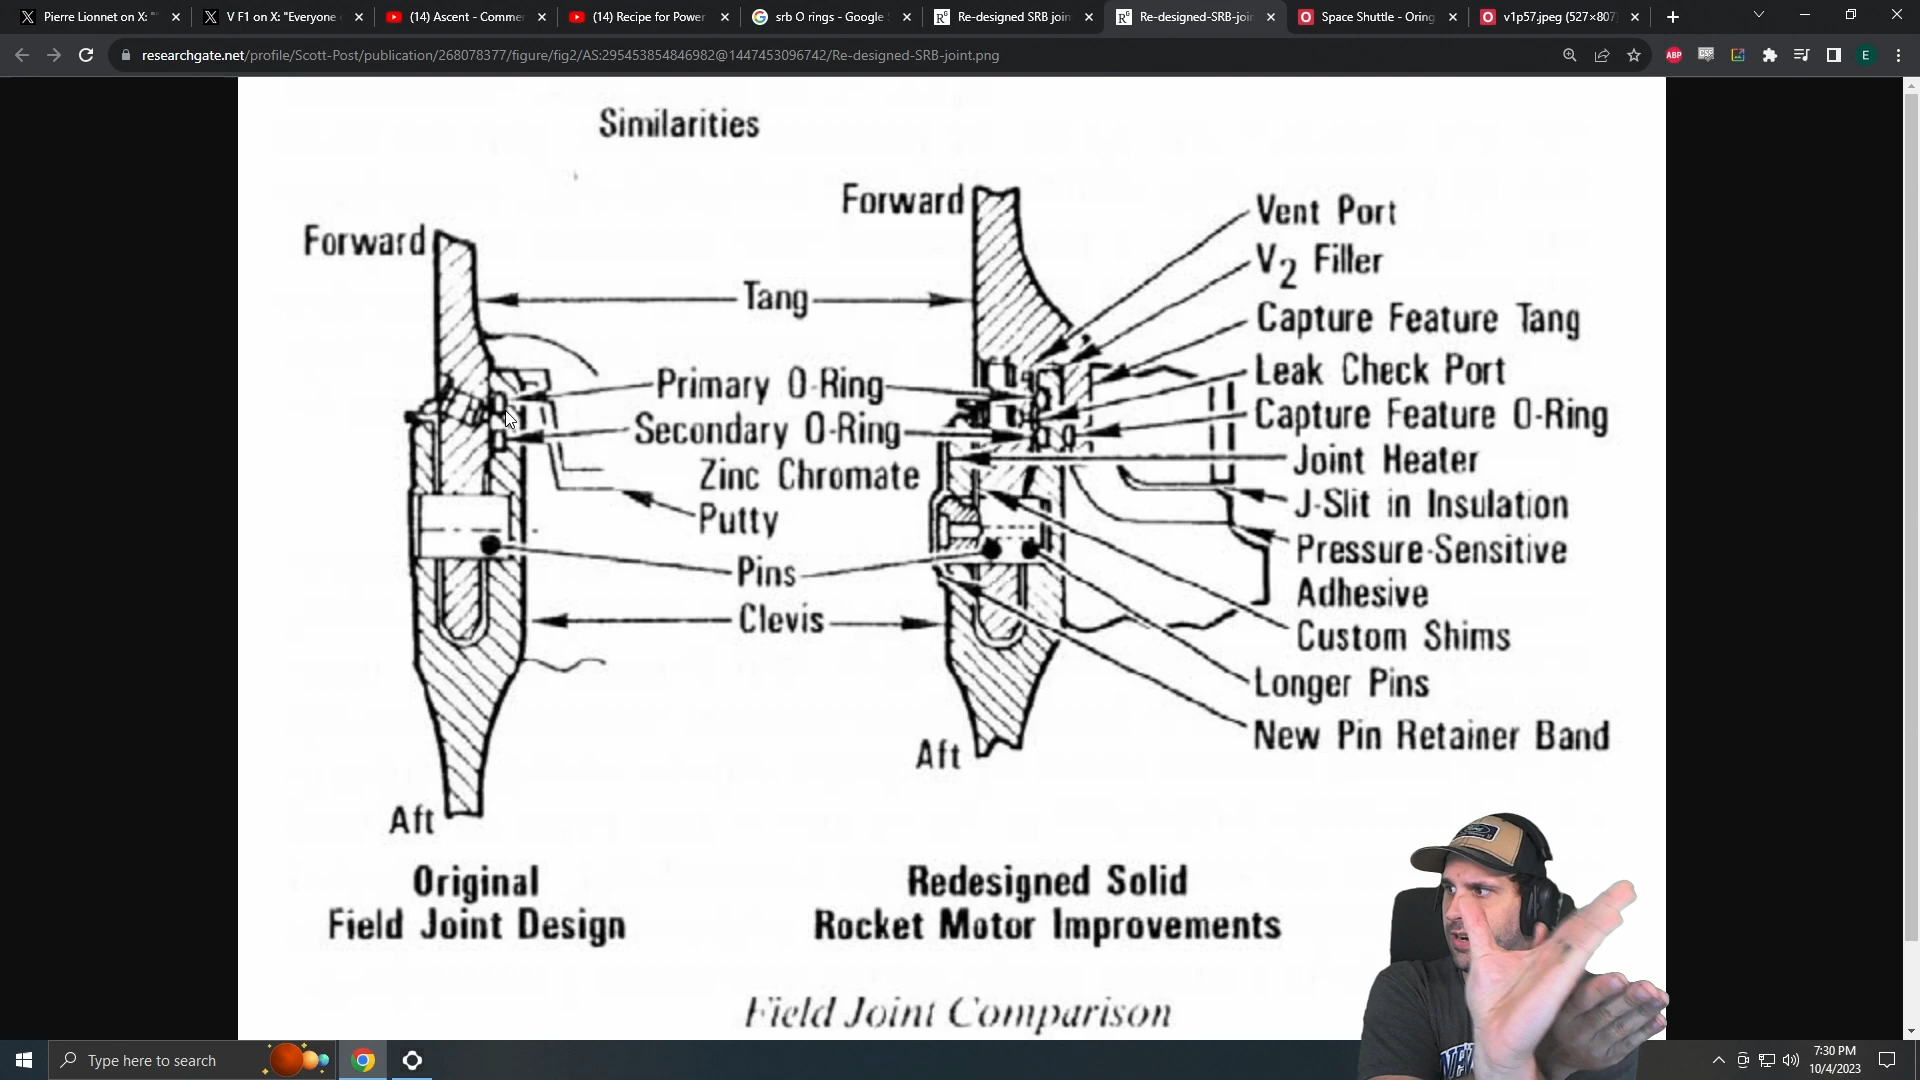 Pierre Lionnet on X: "
V F1 on X: "Everyone
(14) Ascent - Commem
(14) Recipe for Power
srb O rings - Google
Re-designed SRB join
Re-designed-SRB-join
Space Shuttle - Oring
v1p57.jpeg (527×807
researchgate.net/profile/Scott-Post/publication/268078377/figure/fig2/AS:295453854846982@1447453096742/Re-designed-SRB-joint.png
ABP
E
Similarities
Forward
Forward
Vent Port
V2 Filler
Tang
Capture Feature Tang
Leak Check Port
Primary O-Ring
Capture Feature O-Ring
Secondary O-Ring
Joint Heater
Zinc Chromate
Putty
J-Slit in Insulation
Pressure-Sensitive
Adhesive
Pins
Clevis
Custom Shims
Longer Pins
New Pin Retainer Band
Aft
Aft
Original
Field Joint Design
Redesigned Solid
Rocket Motor Improvements
Field Joint Comparison
Ford
Type here to search
7:30 PM
10/4/2023